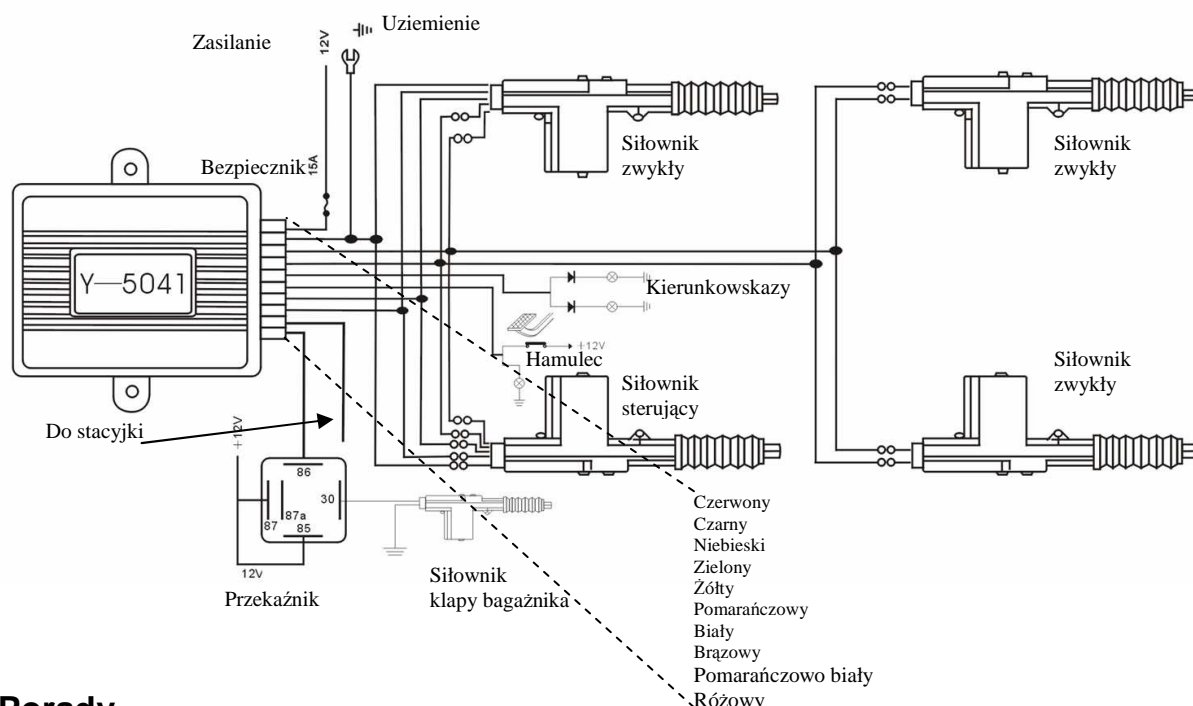 Zasilanie
12V
Uziemienie
Bezpiecznik
15A
Y—5041
Siłownik
zwykły
Siłownik
zwykły
Kierunkowskazy
+12V
Hamulec
Siłownik
sterujący
Siłownik
zwykły
Do stacyjki
+12V
86
30
87
87a
85
12V
Przekaźnik
Siłownik
klapy bagażnika
Czerwony
Czarny
Niebieski
Zielony
Żółty
Pomarańczowy
Biały
Brązowy
Pomarańczowo biały
Różowy
Porady